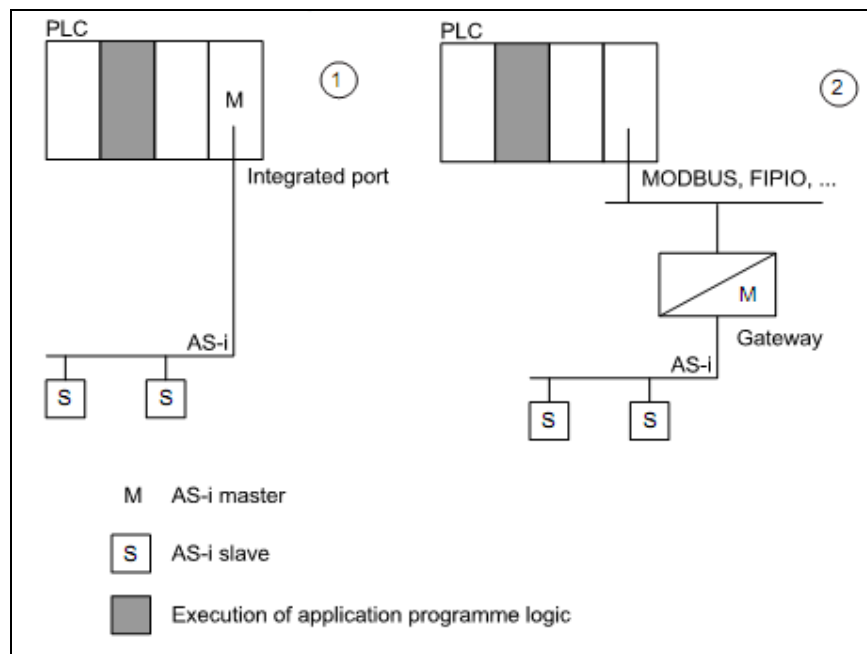 PLC
1
M
Integrated port
AS-i
S
S
PLC
2
MODBUS, FIPIO, ...
M
Gateway
AS-i
S
S
M AS-i master
S AS-i slave
Execution of application programme logic